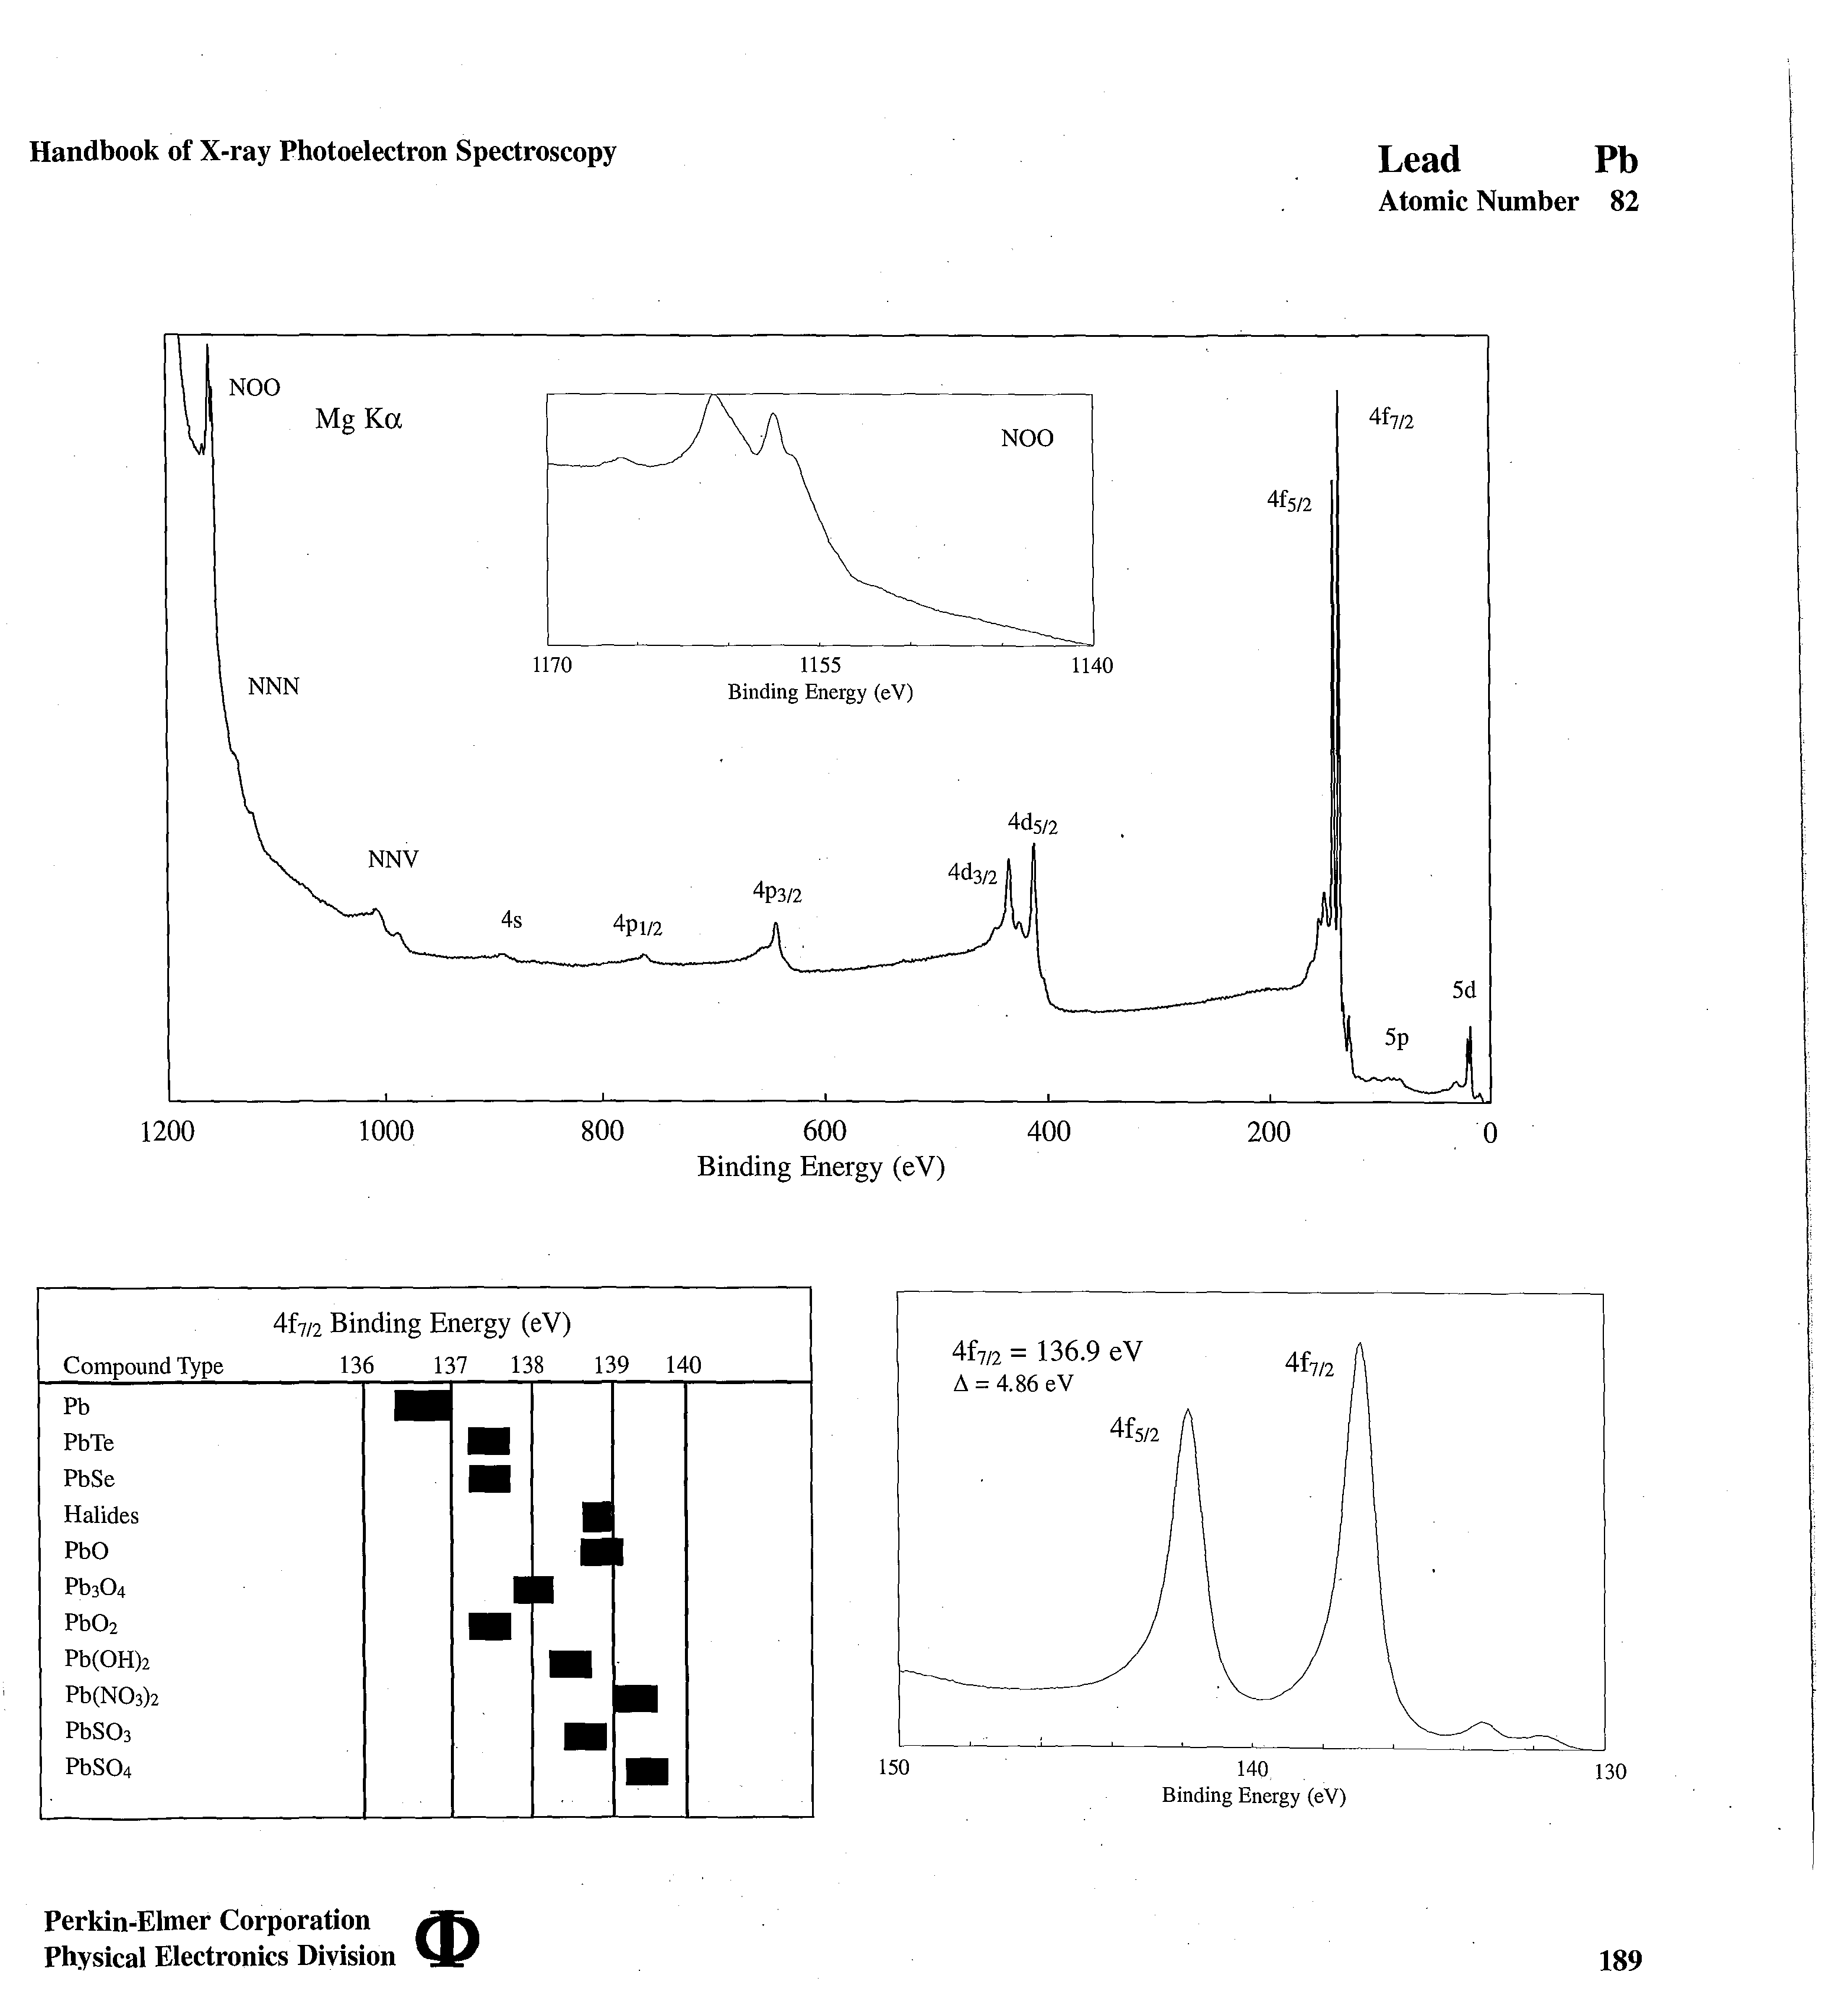 Handbook of X-ray Photoelectron Spectroscopy
Lead Pb
Atomic Number 82
NOO
Mg Kα
NOO
1170 1155 1140
Binding Energy (eV)
4f7/2
4f5/2
NNN
NNV
4s
4p1/2
4p3/2
4d3/2
4d5/2
5p
5d
1200 1000 800 600 400 200 0
Binding Energy (eV)
4f7/2 Binding Energy (eV)
Compound Type 136 137 138 139 140
Pb
PbTe
PbSe
Halides
PbO
Pb3O4
PbO2
Pb(OH)2
Pb(NO3)2
PbSO3
PbSO4
4f7/2 = 136.9 eV
Δ = 4.86 eV
4f7/2
4f5/2
150 140 130
Binding Energy (eV)
Perkin-Elmer Corporation
Physical Electronics Division Φ
189